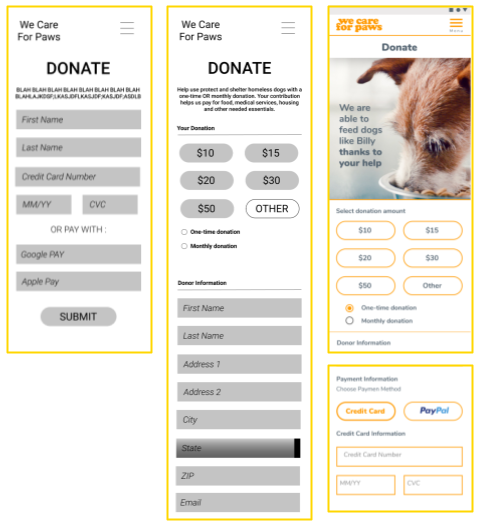 We Care
For Paws
DONATE
BLAH BLAH BLAH BLAH BLAH BLAH BLAH BLAH
First Name
Last Name
Credit Card Number
MM/YY
CVC
OR PAY WITH :
Google PAY
Apple Pay
SUBMIT
We Care
For Paws
DONATE
Help use protect and shelter homeless dogs with a
one-time OR monthly donation. Your contribution
helps us pay for food, medical services, housing
and other needed essentials.
Your Donation
$10
$15
$20
$30
$50
OTHER
One-time donation
Monthly donation
Donor Information
First Name
Last Name
Address 1
Address 2
City
State
ZIP
Email
we care
for paws
Menu
Donate
We are
able to
feed dogs
like Billy
thanks to
your help
Select donation amount
$10
$15
$20
$30
$50
Other
One-time donation
Monthly donation
Donor Information
Payment Information
Choose Paymen Method
Credit Card
PayPal
Credit Card Information
Credit Card Number
MM/YY
CVC